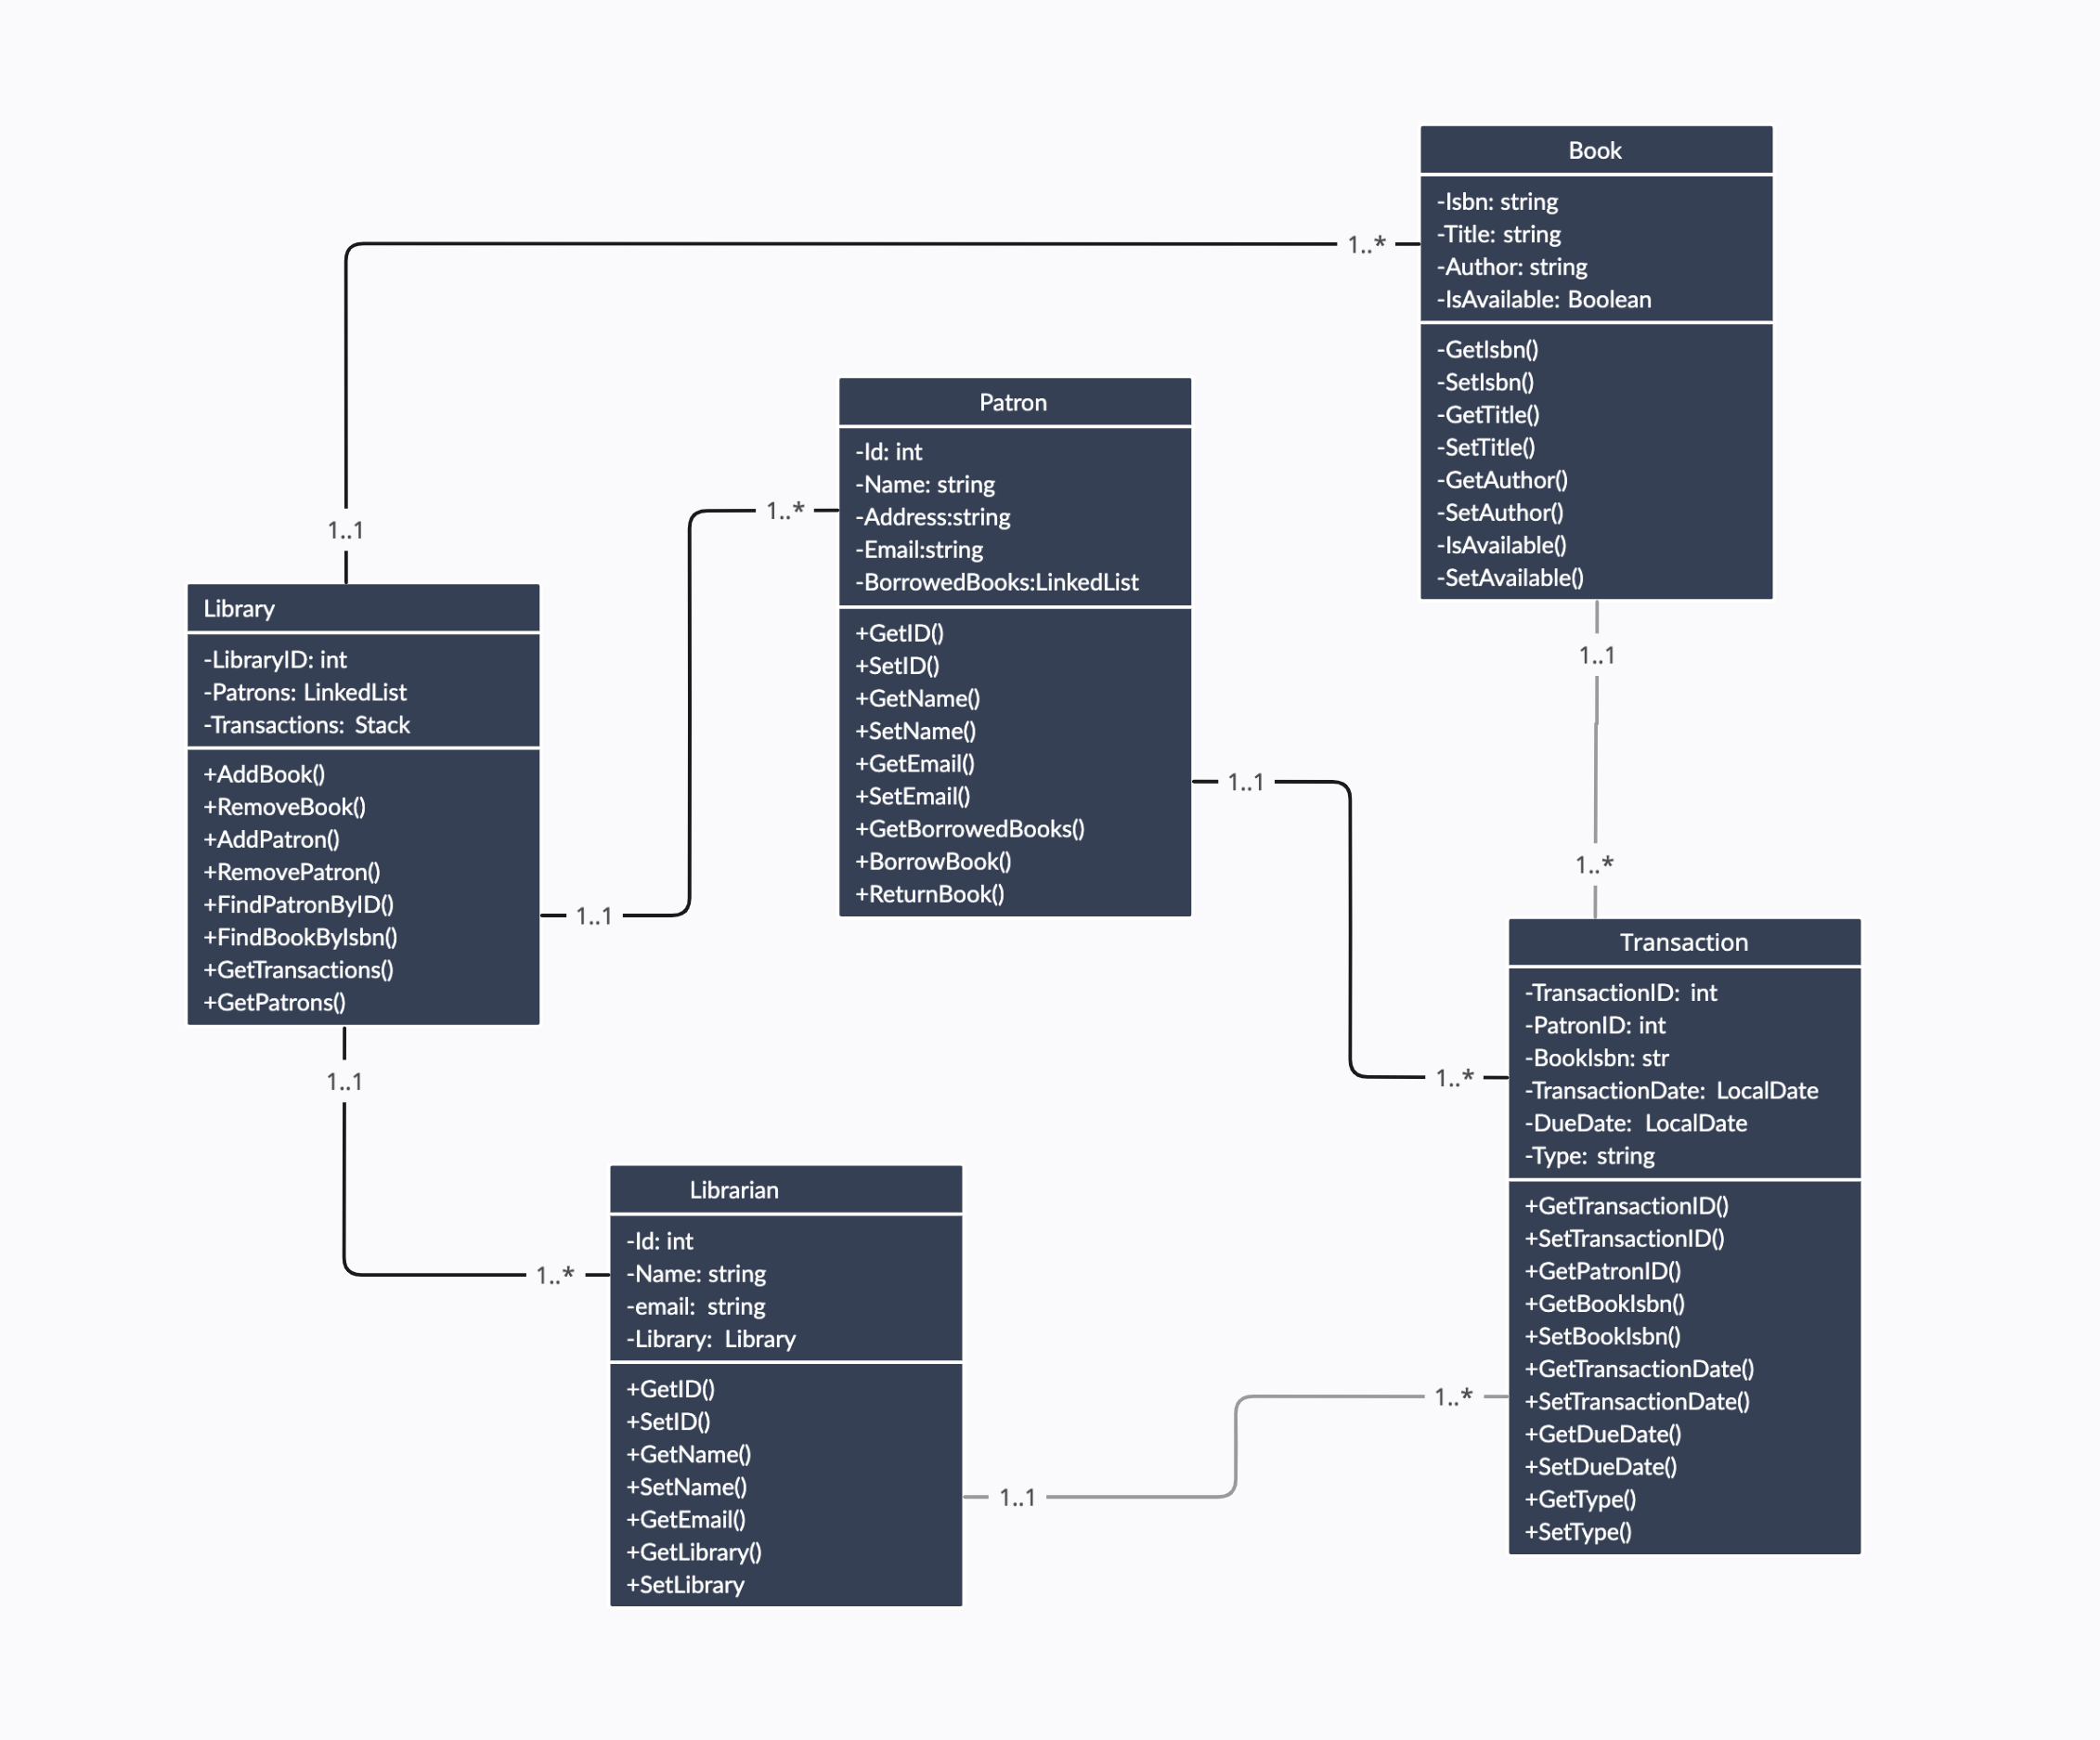 Book
-Isbn: string
-Title: string
-Author: string
-IsAvailable: Boolean
-GetIsbn()
-SetIsbn()
-GetTitle()
-SetTitle()
-GetAuthor()
-SetAuthor()
-IsAvailable()
-SetAvailable()
1..*
1..1
Patron
-Id: int
-Name: string
-Address:string
-Email:string
-BorrowedBooks:LinkedList
+GetID()
+SetID()
+GetName()
+SetName()
+GetEmail()
+SetEmail()
+GetBorrowedBooks()
+BorrowBook()
+ReturnBook()
1..*
1..1
Library
-LibraryID: int
-Patrons: LinkedList
-Transactions: Stack
+AddBook()
+RemoveBook()
+AddPatron()
+RemovePatron()
+FindPatronByID()
+FindBookByIsbn()
+GetTransactions()
+GetPatrons()
1..1
1..1
1..*
1..1
1..*
Transaction
-TransactionID: int
-PatronID: int
-BookIsbn: str
-TransactionDate: LocalDate
-DueDate: LocalDate
-Type: string
+GetTransactionID()
+SetTransactionID()
+GetPatronID()
+GetBookIsbn()
+SetBookIsbn()
+GetTransactionDate()
+SetTransactionDate()
+GetDueDate()
+SetDueDate()
+GetType()
+SetType()
1..*
Librarian
-Id: int
-Name: string
-email: string
-Library: Library
+GetID()
+SetID()
+GetName()
+SetName()
+GetEmail()
+GetLibrary()
+SetLibrary
1..*
1..1